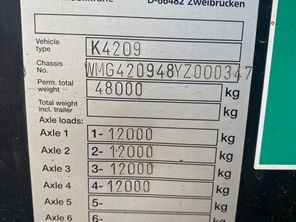 Mobilkrane D-66482 Zweibrücken
Vehicle type K4209
Chassis No. WMG420948YZ000347
Perm. total weight 48000 kg
Total weight incl. trailer kg
Axle loads:
Axle 1 1- 12000 kg
Axle 2 2- 12000 kg
Axle 3 3- 12000 kg
Axle 4 4- 12000 kg
Axle 5 5- kg
Axle 6 6- kg